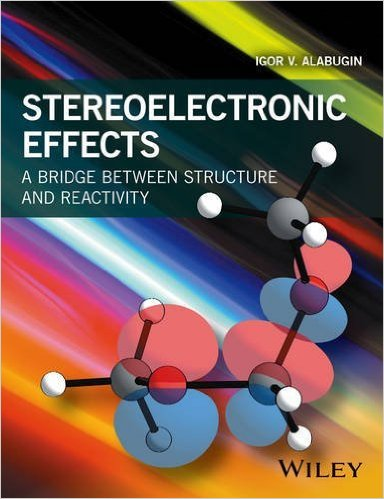 IGOR V. ALABUGIN
STEREOELECTRONIC
EFFECTS
A BRIDGE BETWEEN STRUCTURE
AND REACTIVITY
WILEY